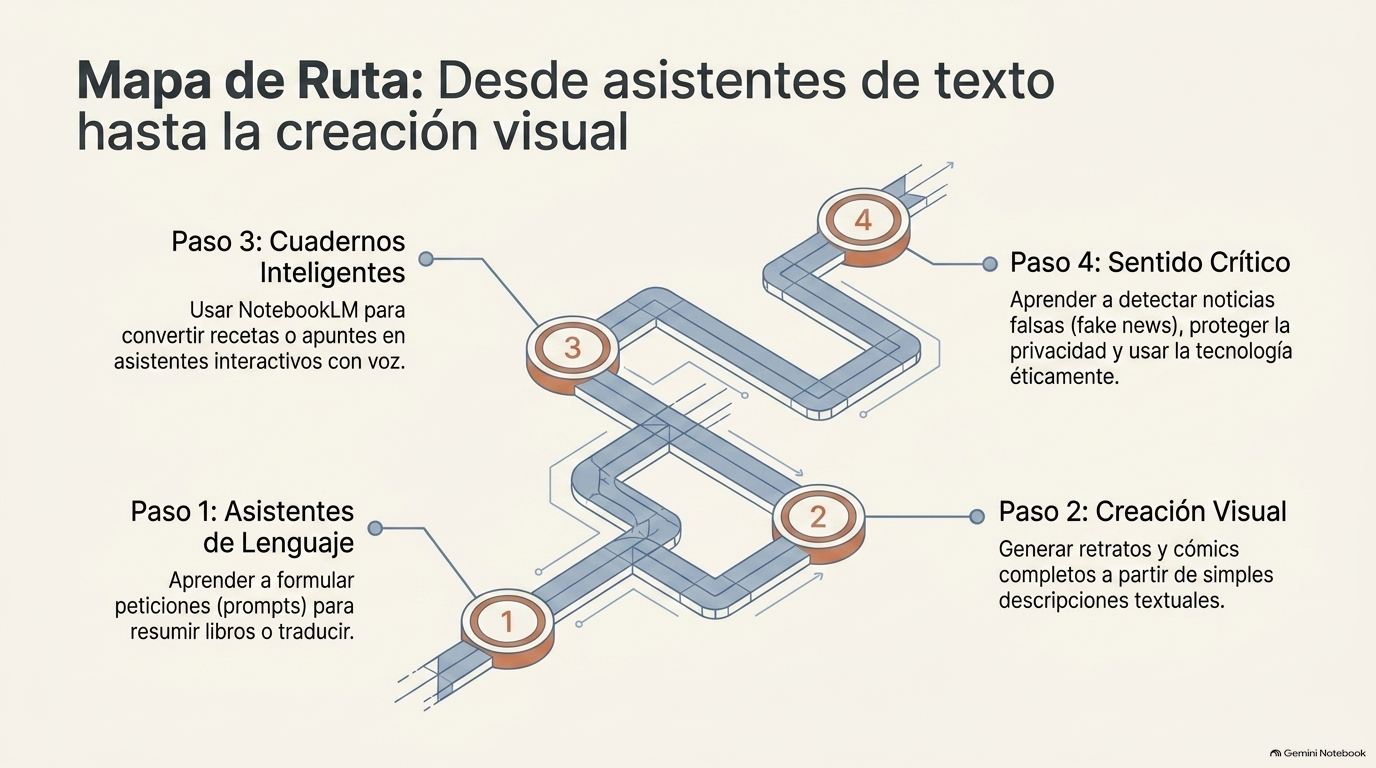 Mapa de Ruta: Desde asistentes de texto
hasta la creación visual
Paso 3: Cuadernos
Inteligentes
Usar NotebookLM para
convertir recetas o apuntes en
asistentes interactivos con voz.
3
4
Paso 4: Sentido Crítico
Aprender a detectar noticias
falsas (fake news), proteger la
privacidad y usar la tecnología
éticamente.
Paso 1: Asistentes
de Lenguaje
Aprender a formular
peticiones (prompts) para
resumir libros o traducir.
1
2
Paso 2: Creación Visual
Generar retratos y cómics
completos a partir de simples
descripciones textuales.
Gemini Notebook